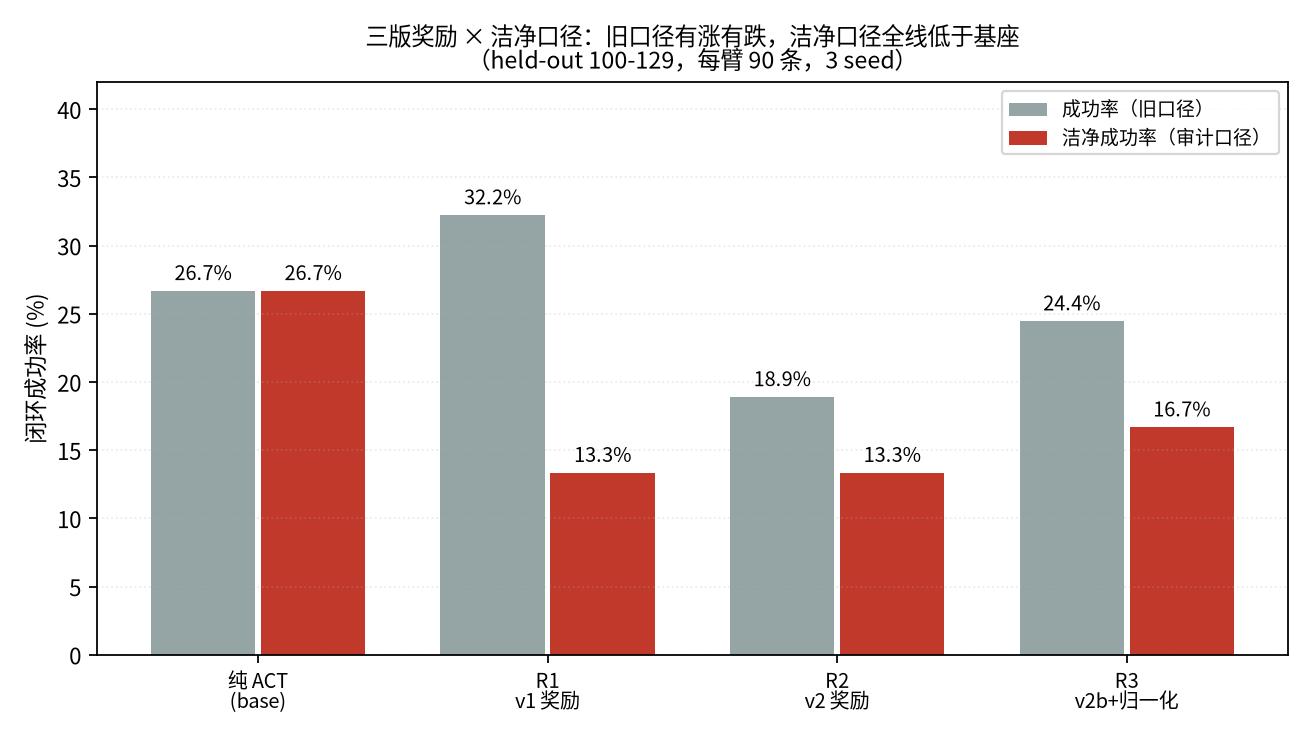 三版奖励 × 洁净口径：旧口径有涨有跌，洁净口径全线低于基座
（held-out 100-129，每臂 90 条，3 seed）
成功率（旧口径）
洁净成功率（审计口径）
闭环成功率 (%)
40
35
30
25
20
15
10
5
0
26.7%
26.7%
32.2%
13.3%
18.9%
13.3%
24.4%
16.7%
纯 ACT
(base)
R1
v1 奖励
R2
v2 奖励
R3
v2b+归一化